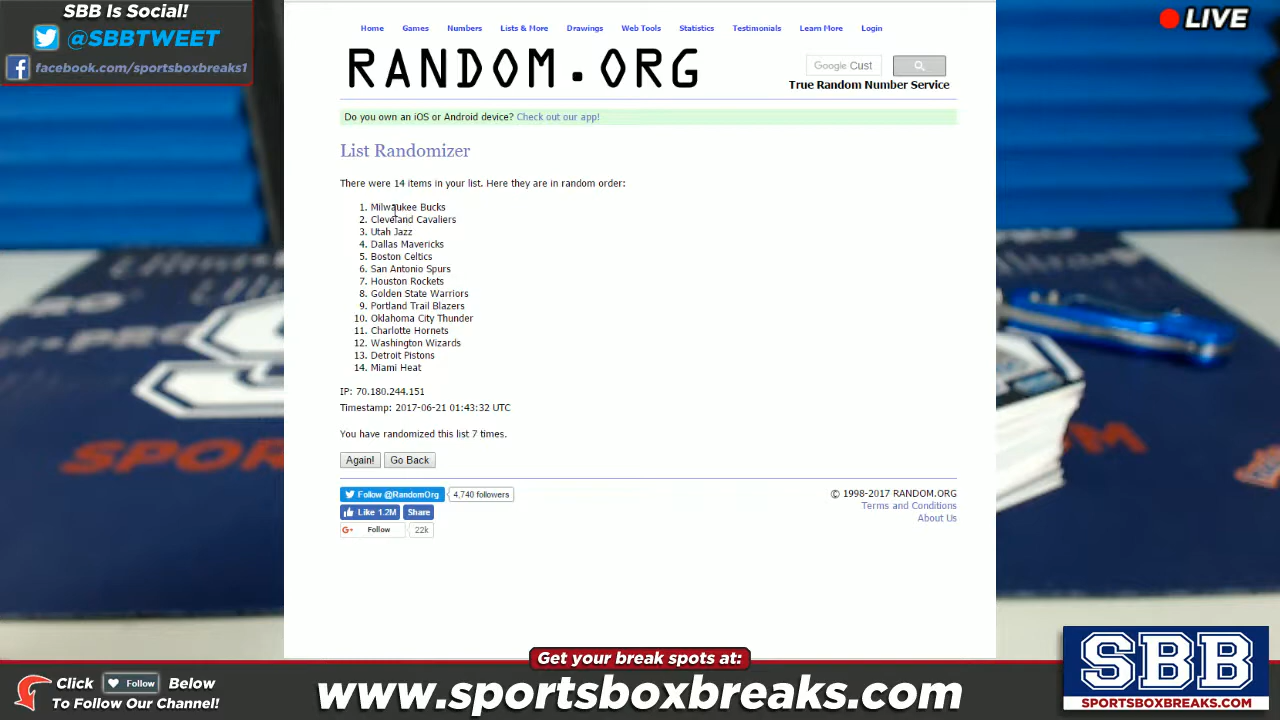 SBB Is Social!
@SBBTWEET
facebook.com/sportsboxbreaks1
LIVE
Home Games Numbers Lists & More Drawings Web Tools Statistics Testimonials Learn More Login
RANDOM.ORG
Google Cust
True Random Number Service
Do you own an iOS or Android device? Check out our app!
List Randomizer
There were 14 items in your list. Here they are in random order:
1. Milwaukee Bucks
2. Cleveland Cavaliers
3. Utah Jazz
4. Dallas Mavericks
5. Boston Celtics
6. San Antonio Spurs
7. Houston Rockets
8. Golden State Warriors
9. Portland Trail Blazers
10. Oklahoma City Thunder
11. Charlotte Hornets
12. Washington Wizards
13. Detroit Pistons
14. Miami Heat
IP: 70.180.244.151
Timestamp: 2017-06-21 01:43:32 UTC
You have randomized this list 7 times.
Again! Go Back
Follow @RandomOrg 4,740 followers
Like 1.2M Share
G+ Follow 22k
© 1998-2017 RANDOM.ORG
Terms and Conditions
About Us
Get your break spots at:
Click Follow Below
To Follow Our Channel!
www.sportsboxbreaks.com
SBB
SPORTSBOXBREAKS.COM